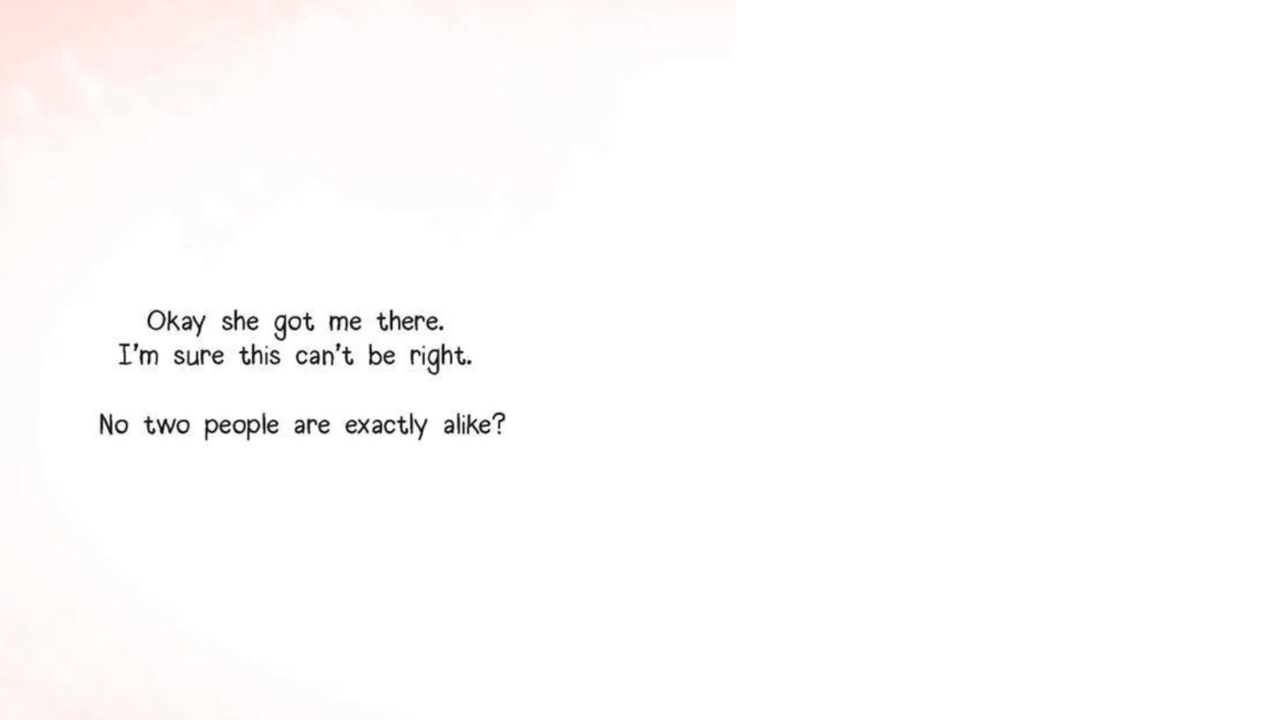 Okay she got me there.
I'm sure this can't be right.
No two people are exactly alike?